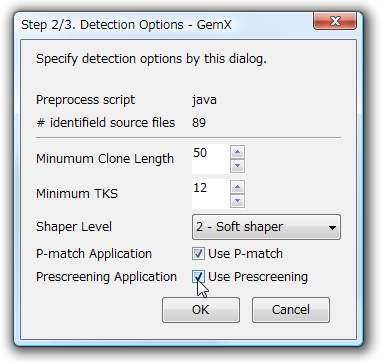 Step 2/3. Detection Options - GemX
Specify detection options by this dialog.
Preprocess script java
# identifield source files 89
Minumum Clone Length 50
Minimum TKS 12
Shaper Level 2 - Soft shaper
P-match Application Use P-match
Prescreening Application Use Prescreening
OK Cancel